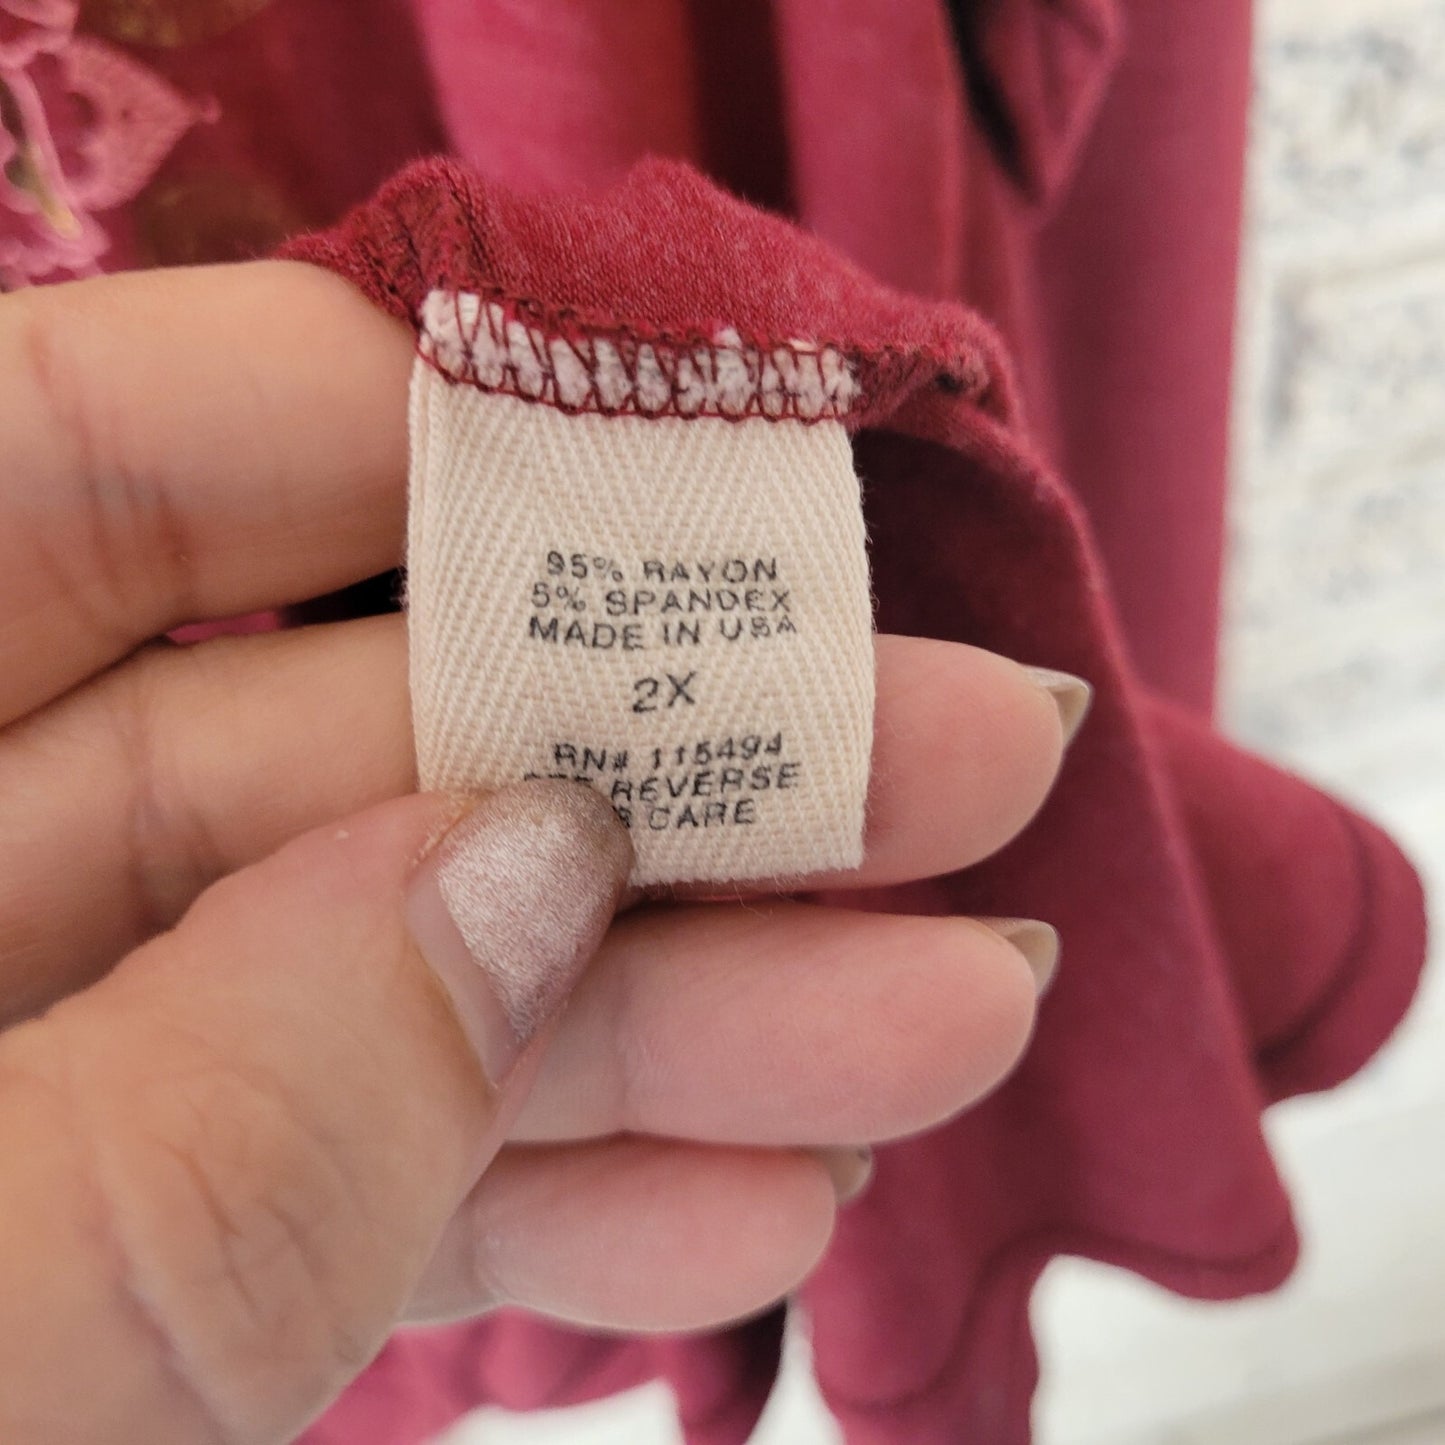 95% RAYON
5% SPANDEX
MADE IN USA
2X
RN# 115494
REVERSE
CARE